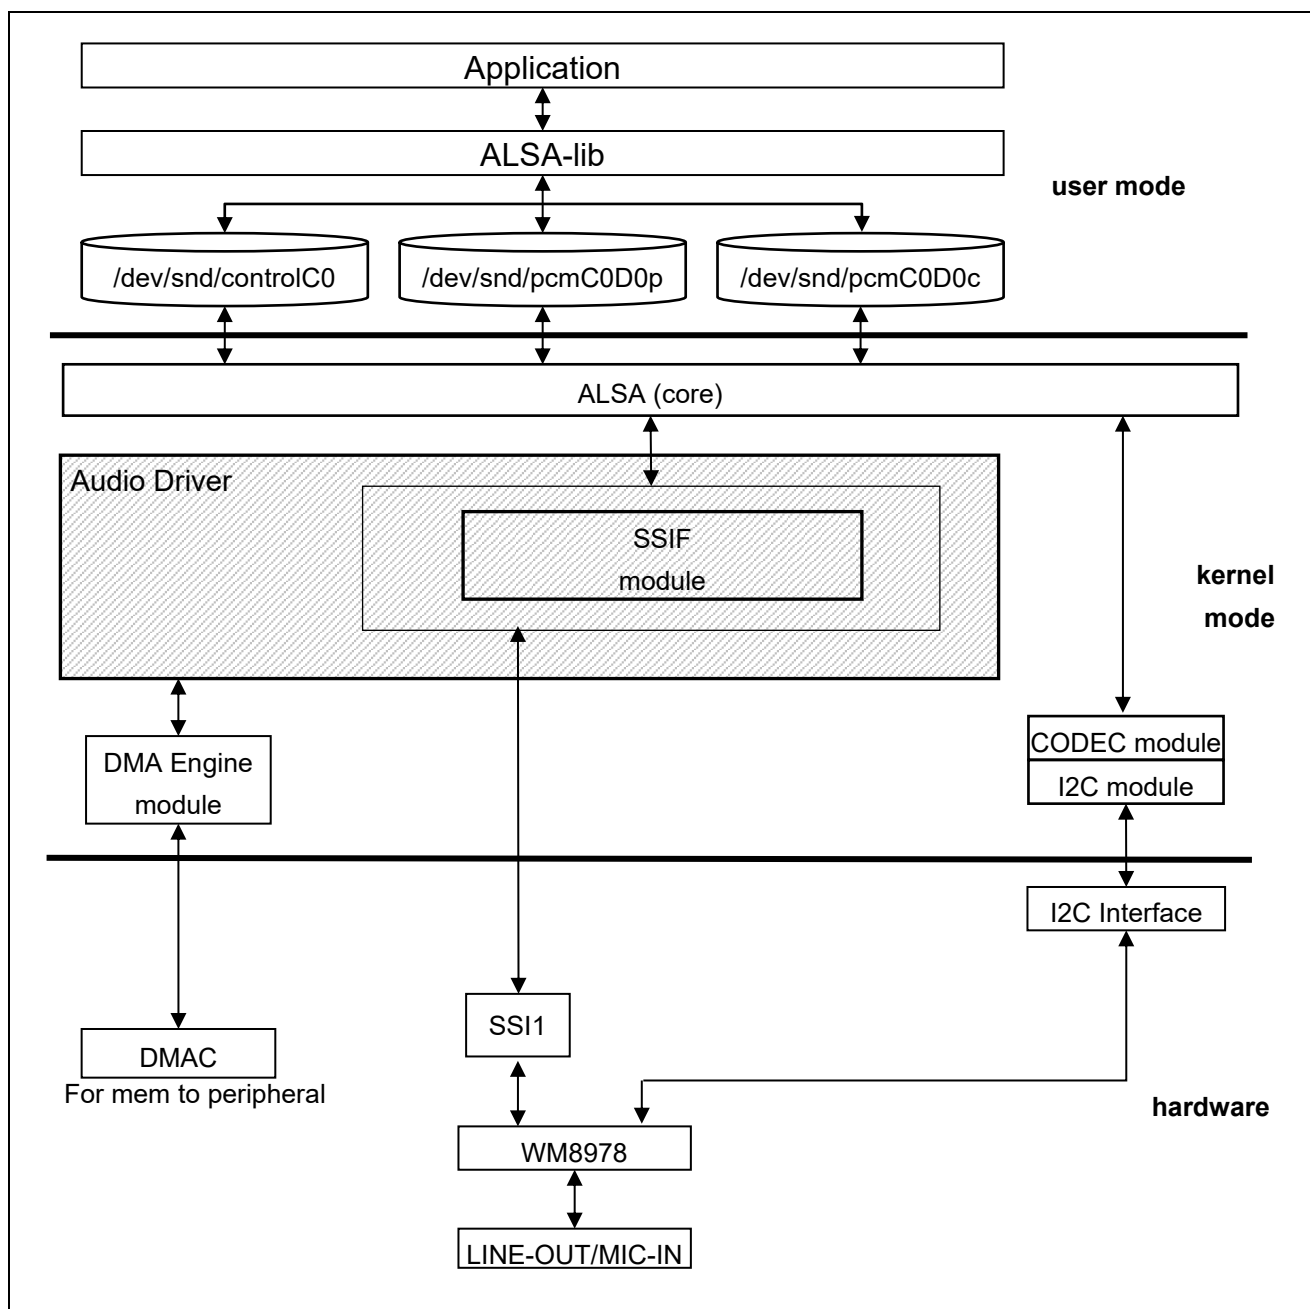 Application
ALSA-lib
user mode
/dev/snd/controlC0
/dev/snd/pcmC0D0p
/dev/snd/pcmC0D0c
ALSA (core)
Audio Driver
SSIF
module
kernel
mode
DMA Engine
module
CODEC module
I2C module
I2C Interface
SSI1
DMAC
For mem to peripheral
hardware
WM8978
LINE-OUT/MIC-IN